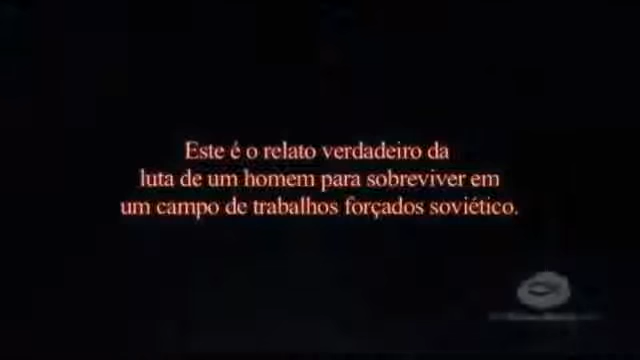 Este é o relato verdadeiro da
luta de um homem para sobreviver em
um campo de trabalhos forçados soviético.